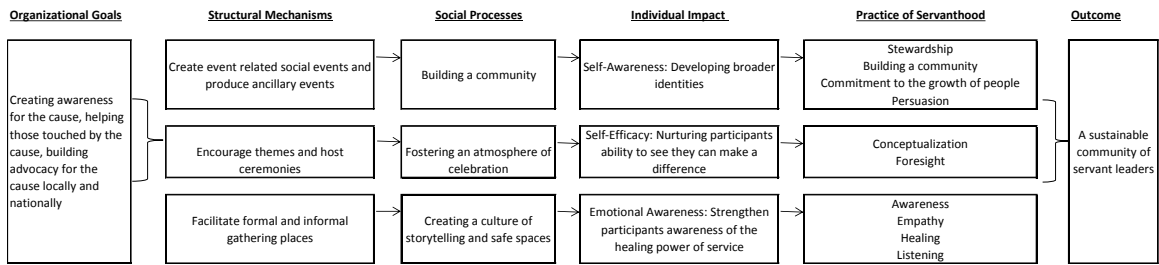 Organizational Goals
Structural Mechanisms
Social Processes
Individual Impact
Practice of Servanthood
Outcome
Creating awareness
for the cause, helping
those touched by the
cause, building
advocacy for the
cause locally and
nationally
Create event related social events and
produce ancillary events
Building a community
Self-Awareness: Developing broader
identities
Stewardship
Building a community
Commitment to the growth of people
Persuasion
Encourage themes and host
ceremonies
Fostering an atmosphere of
celebration
Self-Efficacy: Nurturing participants
ability to see they can make a
difference
Conceptualization
Foresight
Facilitate formal and informal
gathering places
Creating a culture of
storytelling and safe spaces
Emotional Awareness: Strengthen
participants awareness of the
healing power of service
Awareness
Empathy
Healing
Listening
A sustainable
community of
servant leaders